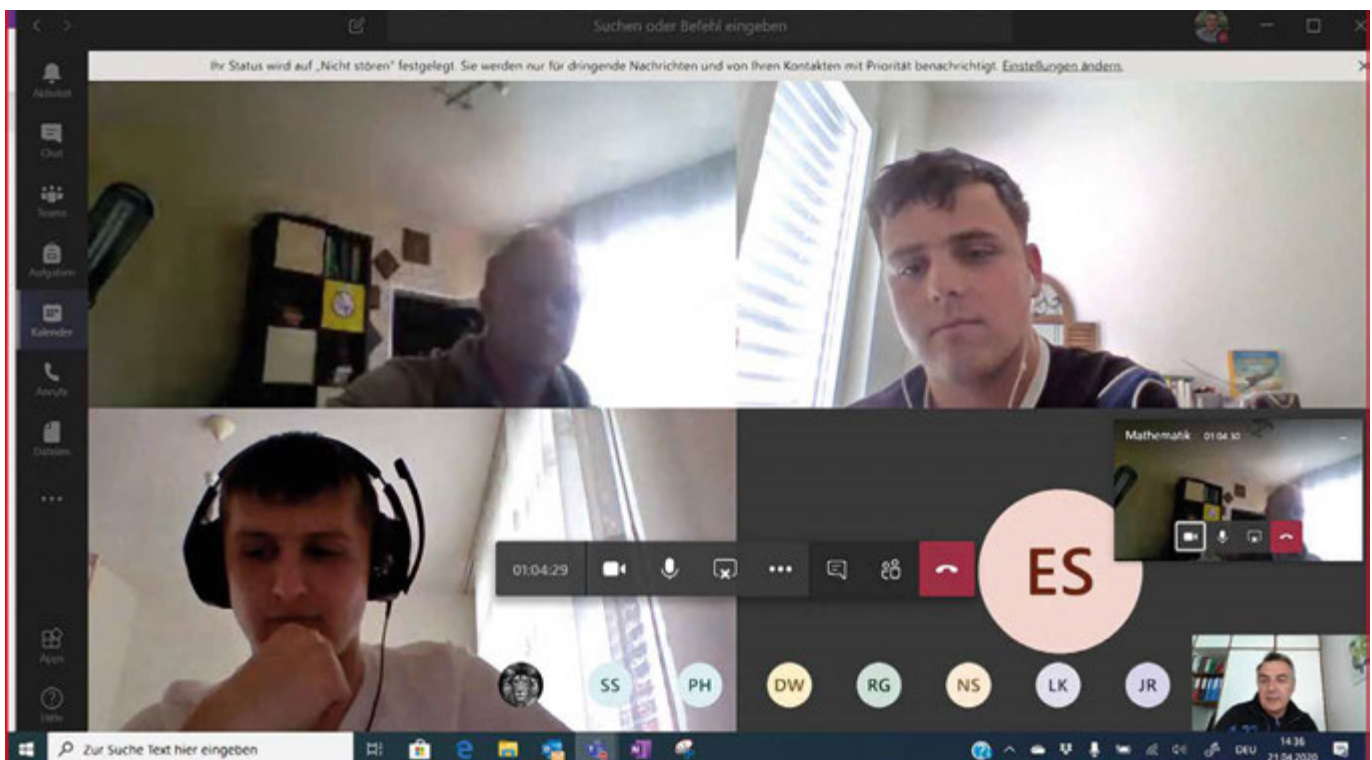 Suchen oder Befehl eingeben
Ihr Status wird auf „Nicht stören" festgelegt. Sie werden nur für dringende Nachrichten und von Ihren Kontakten mit Priorität benachrichtigt. Einstellungen ändern.
Aktivität
Chat
Teams
Aufgaben
Kalender
Anrufe
Dateien
Apps
Hilfe
Mathematik 01:04:30
01:04:29
ES
SS
PH
DW
RG
NS
LK
JR
Zur Suche Text hier eingeben
DEU
14:36
21.04.2020